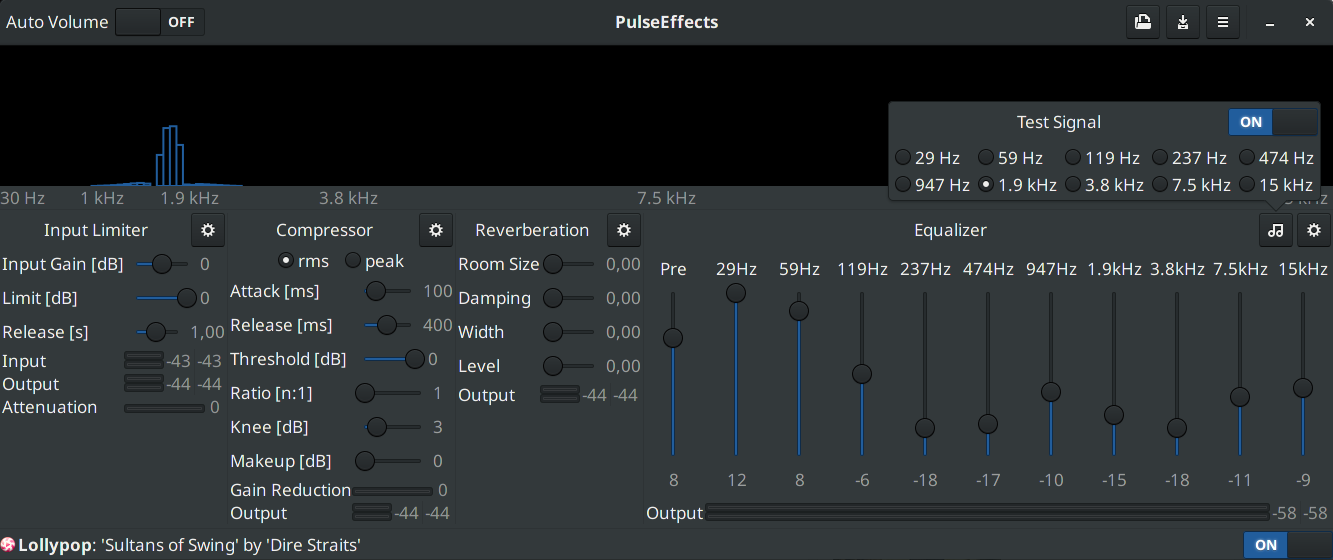 Auto Volume OFF PulseEffects
Test Signal ON
29 Hz 59 Hz 119 Hz 237 Hz 474 Hz
947 Hz 1.9 kHz 3.8 kHz 7.5 kHz 15 kHz
30 Hz 1 kHz 1.9 kHz 3.8 kHz 7.5 kHz kHz
Input Limiter
Input Gain [dB] 0
Limit [dB] 0
Release [s] 1,00
Input -43 -43
Output -44 -44
Attenuation 0
Compressor
rms peak
Attack [ms] 100
Release [ms] 400
Threshold [dB] 0
Ratio [n:1] 1
Knee [dB] 3
Makeup [dB] 0
Gain Reduction 0
Output -44 -44
Reverberation
Room Size 0,00
Damping 0,00
Width 0,00
Level 0,00
Output -44 -44
Equalizer
Pre 29Hz 59Hz 119Hz 237Hz 474Hz 947Hz 1.9kHz 3.8kHz 7.5kHz 15kHz
8 12 8 -6 -18 -17 -10 -15 -18 -11 -9
Output -58 -58
Lollypop: 'Sultans of Swing' by 'Dire Straits' ON